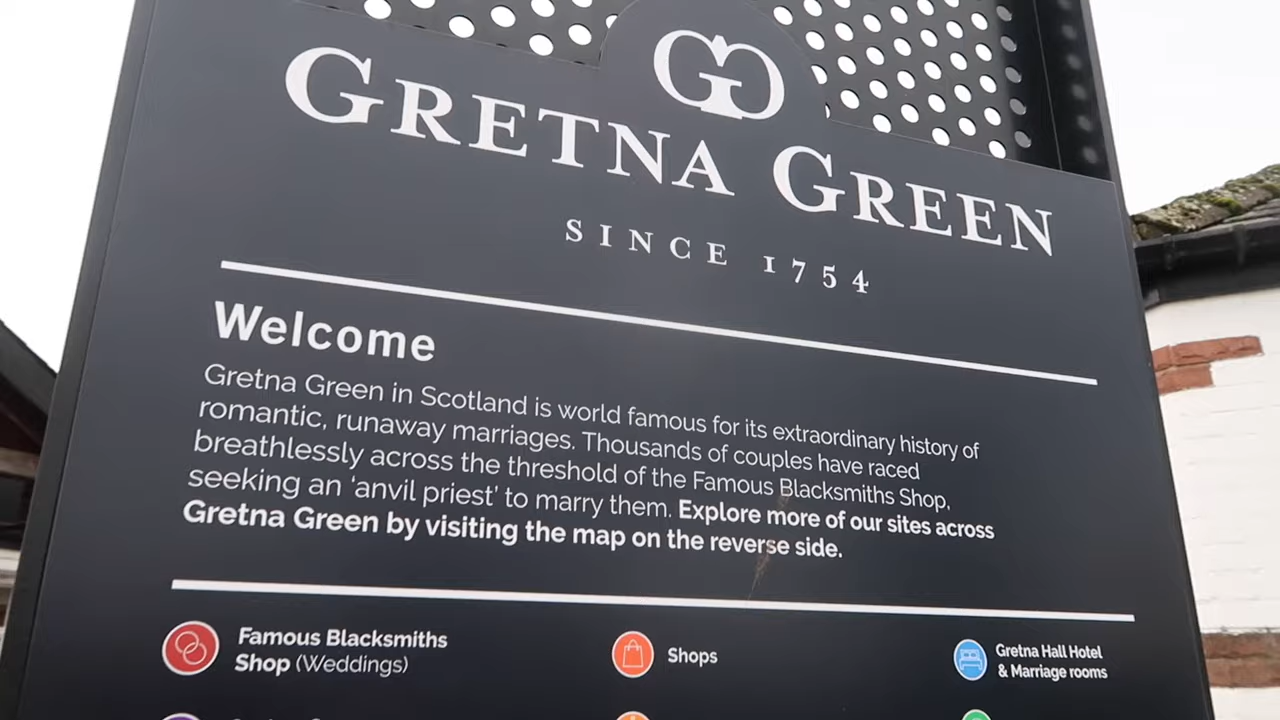 GRETNA GREEN
SINCE 1754
Welcome
Gretna Green in Scotland is world famous for its extraordinary history of
romantic, runaway marriages. Thousands of couples have raced
breathlessly across the threshold of the Famous Blacksmiths Shop,
seeking an ‘anvil priest’ to marry them. Explore more of our sites across
Gretna Green by visiting the map on the reverse side.
Famous Blacksmiths
Shop (Weddings)
Shops
Gretna Hall Hotel
& Marriage rooms